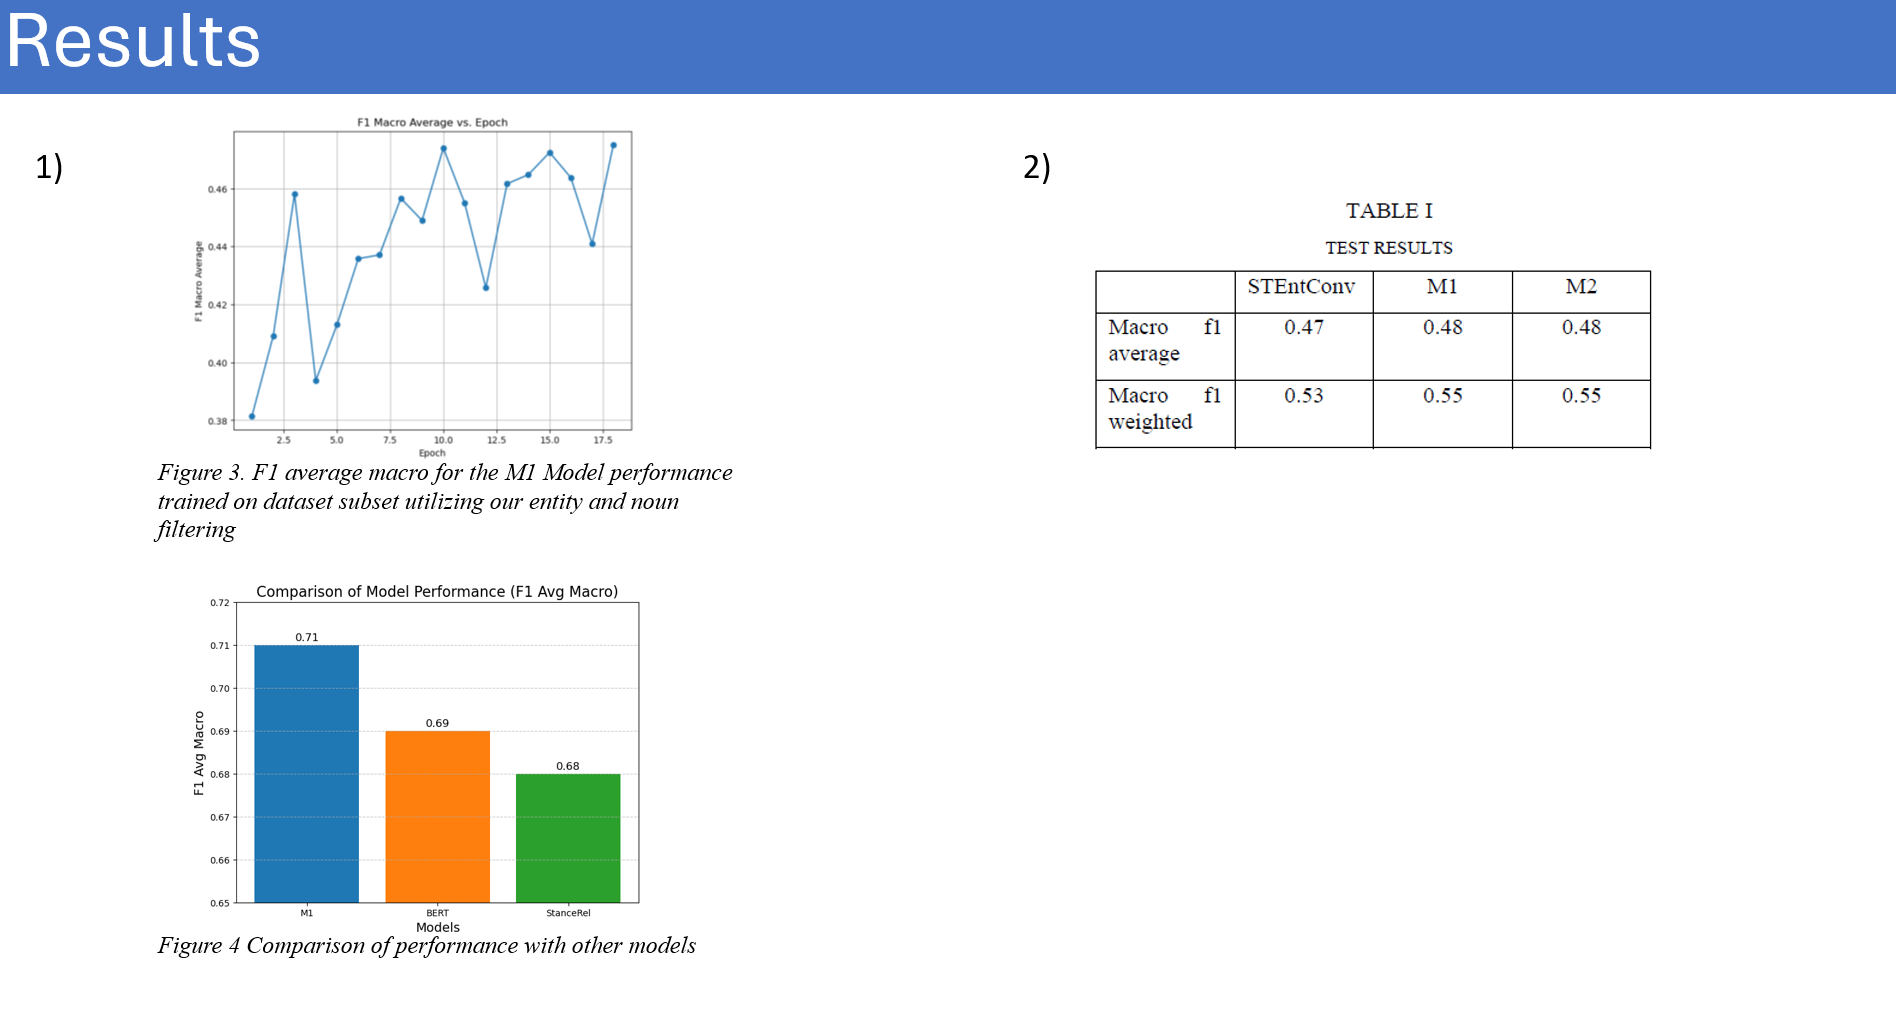 Results
1)
F1 Macro Average vs. Epoch
F1 Macro Average
0.46
0.44
0.42
0.40
0.38
2.5 5.0 7.5 10.0 12.5 15.0 17.5
Epoch
Figure 3. F1 average macro for the M1 Model performance
trained on dataset subset utilizing our entity and noun
filtering
Comparison of Model Performance (F1 Avg Macro)
F1 Avg Macro
0.72
0.71
0.70
0.69
0.68
0.67
0.66
0.65
0.71
0.69
0.68
M1 BERT StanceRel
Models
Figure 4 Comparison of performance with other models
2)
TABLE I
TEST RESULTS
STEntConv M1 M2
Macro f1 0.47 0.48 0.48
average
Macro f1 0.53 0.55 0.55
weighted